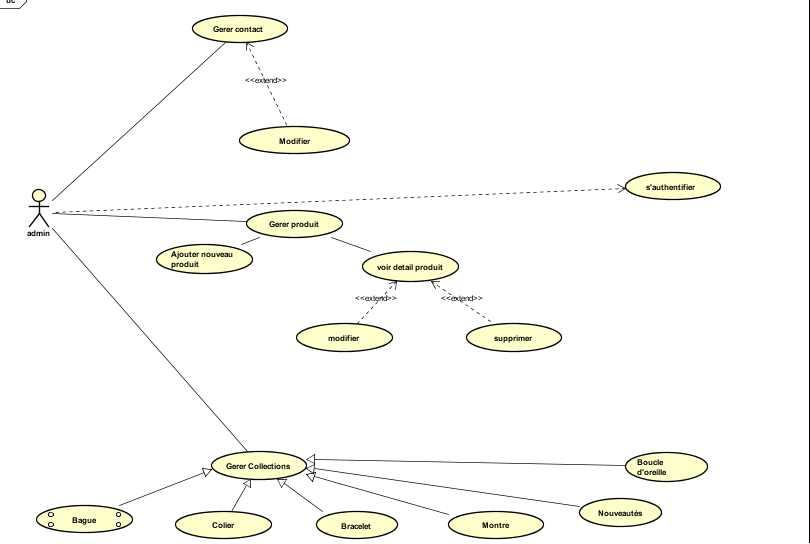 uc
Gerer contact
<<extend>>
Modifier
s'authentifier
admin
Gerer produit
Ajouter nouveau
produit
voir detail produit
<<extend>>
<<extend>>
modifier
supprimer
Gerer Collections
Boucle
d'oreille
Bague
Colier
Bracelet
Montre
Nouveautés